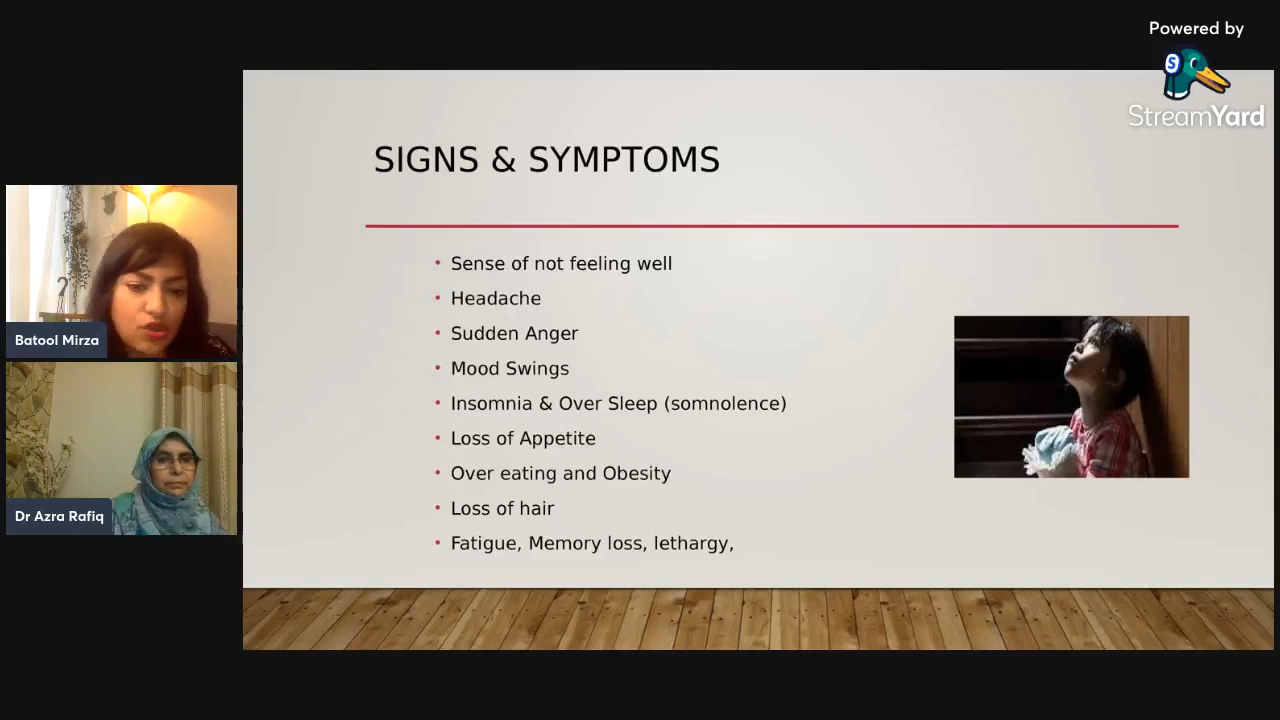 Powered by
S
StreamYard
SIGNS & SYMPTOMS
• Sense of not feeling well
• Headache
• Sudden Anger
• Mood Swings
• Insomnia & Over Sleep (somnolence)
• Loss of Appetite
• Over eating and Obesity
• Loss of hair
• Fatigue, Memory loss, lethargy,
Batool Mirza
Dr Azra Rafiq